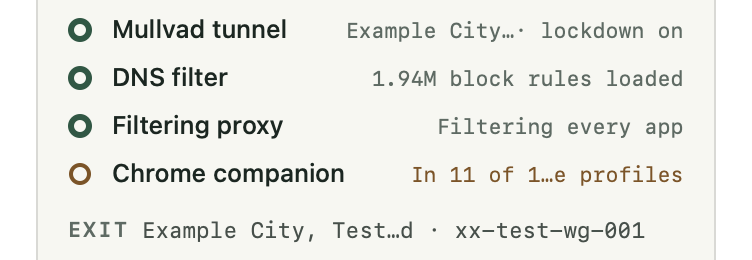 Mullvad tunnel Example City…· lockdown on
DNS filter 1.94M block rules loaded
Filtering proxy Filtering every app
Chrome companion In 11 of 1…e profiles
EXIT Example City, Test…d · xx-test-wg-001